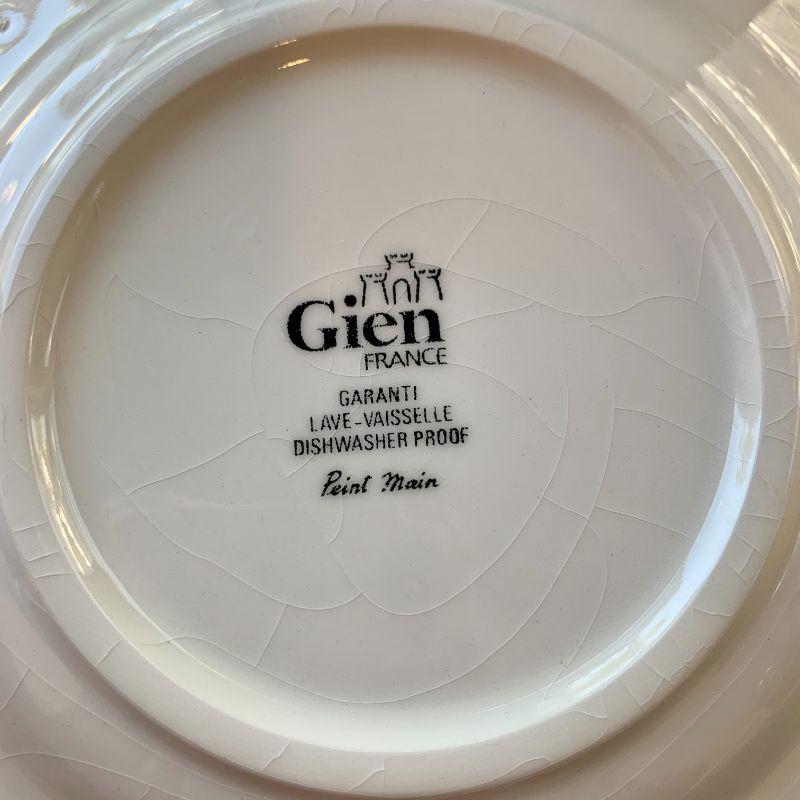 Gien
FRANCE
GARANTI
LAVE-VAISSELLE
DISHWASHER PROOF
Peint Main